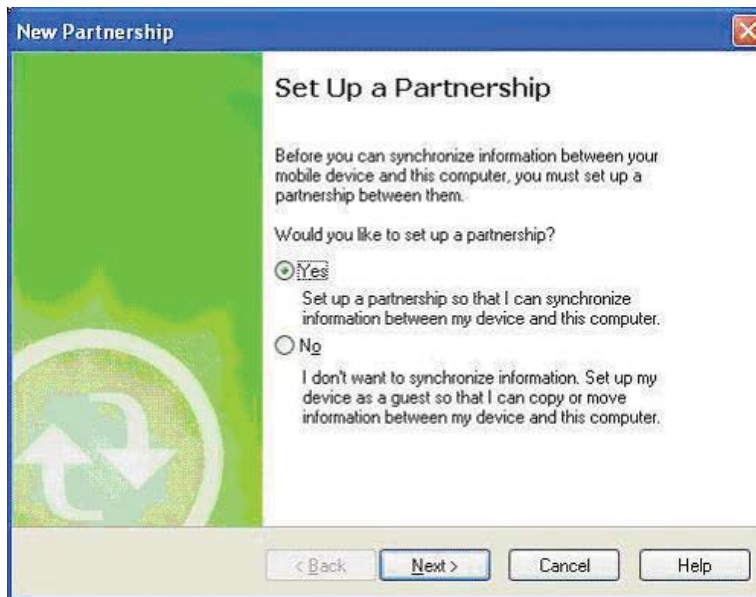 New Partnership
Set Up a Partnership
Before you can synchronize information between your
mobile device and this computer, you must set up a
partnership between them.
Would you like to set up a partnership?
Yes
Set up a partnership so that I can synchronize
information between my device and this computer.
No
I don't want to synchronize information. Set up my
device as a guest so that I can copy or move
information between my device and this computer.
< Back Next > Cancel Help